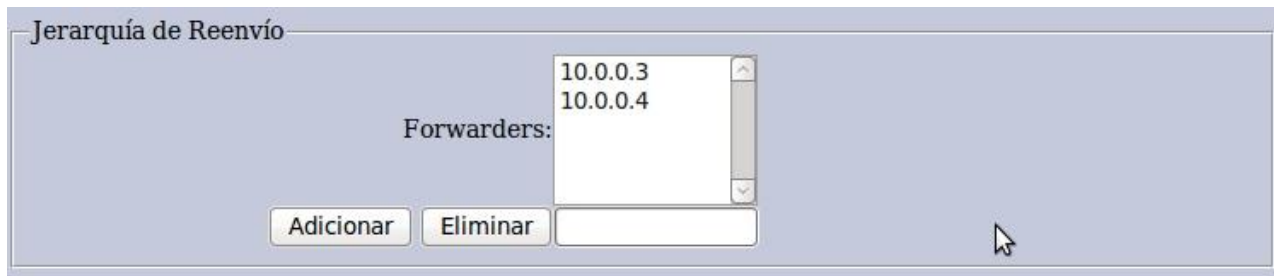 Jerarquía de Reenvío
10.0.0.3
10.0.0.4
Forwarders:
Adicionar Eliminar